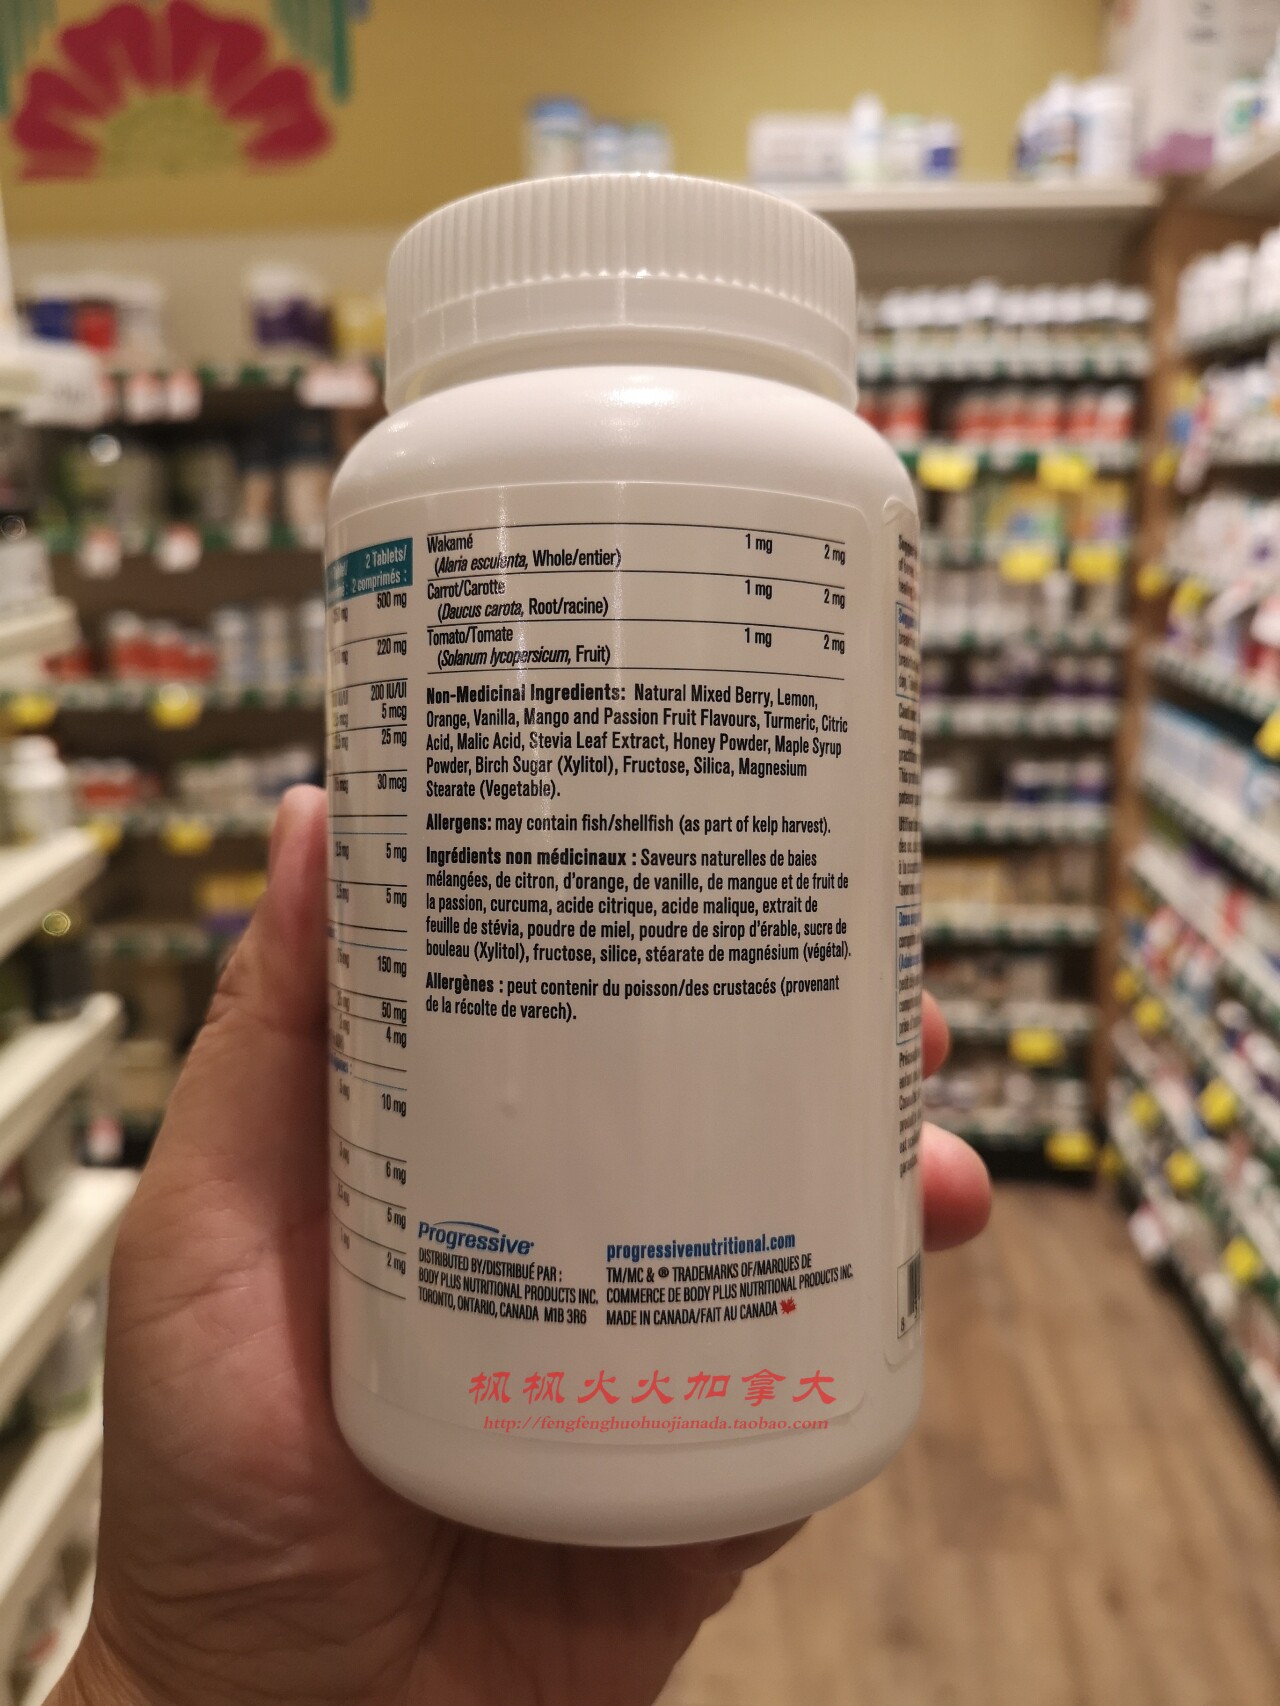 2 Tablets/
2 comprimés :
500 mg
220 mg
200 IU/UI
5 mcg
25 mg
30 mcg
5 mg
5 mg
150 mg
50 mg
4 mg
10 mg
6 mg
5 mg
2 mg
Wakamé 1 mg 2 mg
(Alaria esculenta, Whole/entier)
Carrot/Carotte 1 mg 2 mg
(Daucus carota, Root/racine)
Tomato/Tomate 1 mg 2 mg
(Solanum lycopersicum, Fruit)
Non-Medicinal Ingredients: Natural Mixed Berry, Lemon,
Orange, Vanilla, Mango and Passion Fruit Flavours, Turmeric, Citric
Acid, Malic Acid, Stevia Leaf Extract, Honey Powder, Maple Syrup
Powder, Birch Sugar (Xylitol), Fructose, Silica, Magnesium
Stearate (Vegetable).
Allergens: may contain fish/shellfish (as part of kelp harvest).
Ingrédients non médicinaux : Saveurs naturelles de baies
mélangées, de citron, d'orange, de vanille, de mangue et de fruit de
la passion, curcuma, acide citrique, acide malique, extrait de
feuille de stévia, poudre de miel, poudre de sirop d'érable, sucre de
bouleau (Xylitol), fructose, silice, stéarate de magnésium (végétal).
Allergènes : peut contenir du poisson/des crustacés (provenant
de la récolte de varech).
Progressive
DISTRIBUTED BY/DISTRIBUÉ PAR :
BODY PLUS NUTRITIONAL PRODUCTS INC.
TORONTO, ONTARIO, CANADA M1B 3R6
progressivenutritional.com
TM/MC & ® TRADEMARKS OF/MARQUES DE
COMMERCE DE BODY PLUS NUTRITIONAL PRODUCTS INC.
MADE IN CANADA/FAIT AU CANADA
枫枫火火加拿大
http://fengfenghuohuojianada.taobao.com